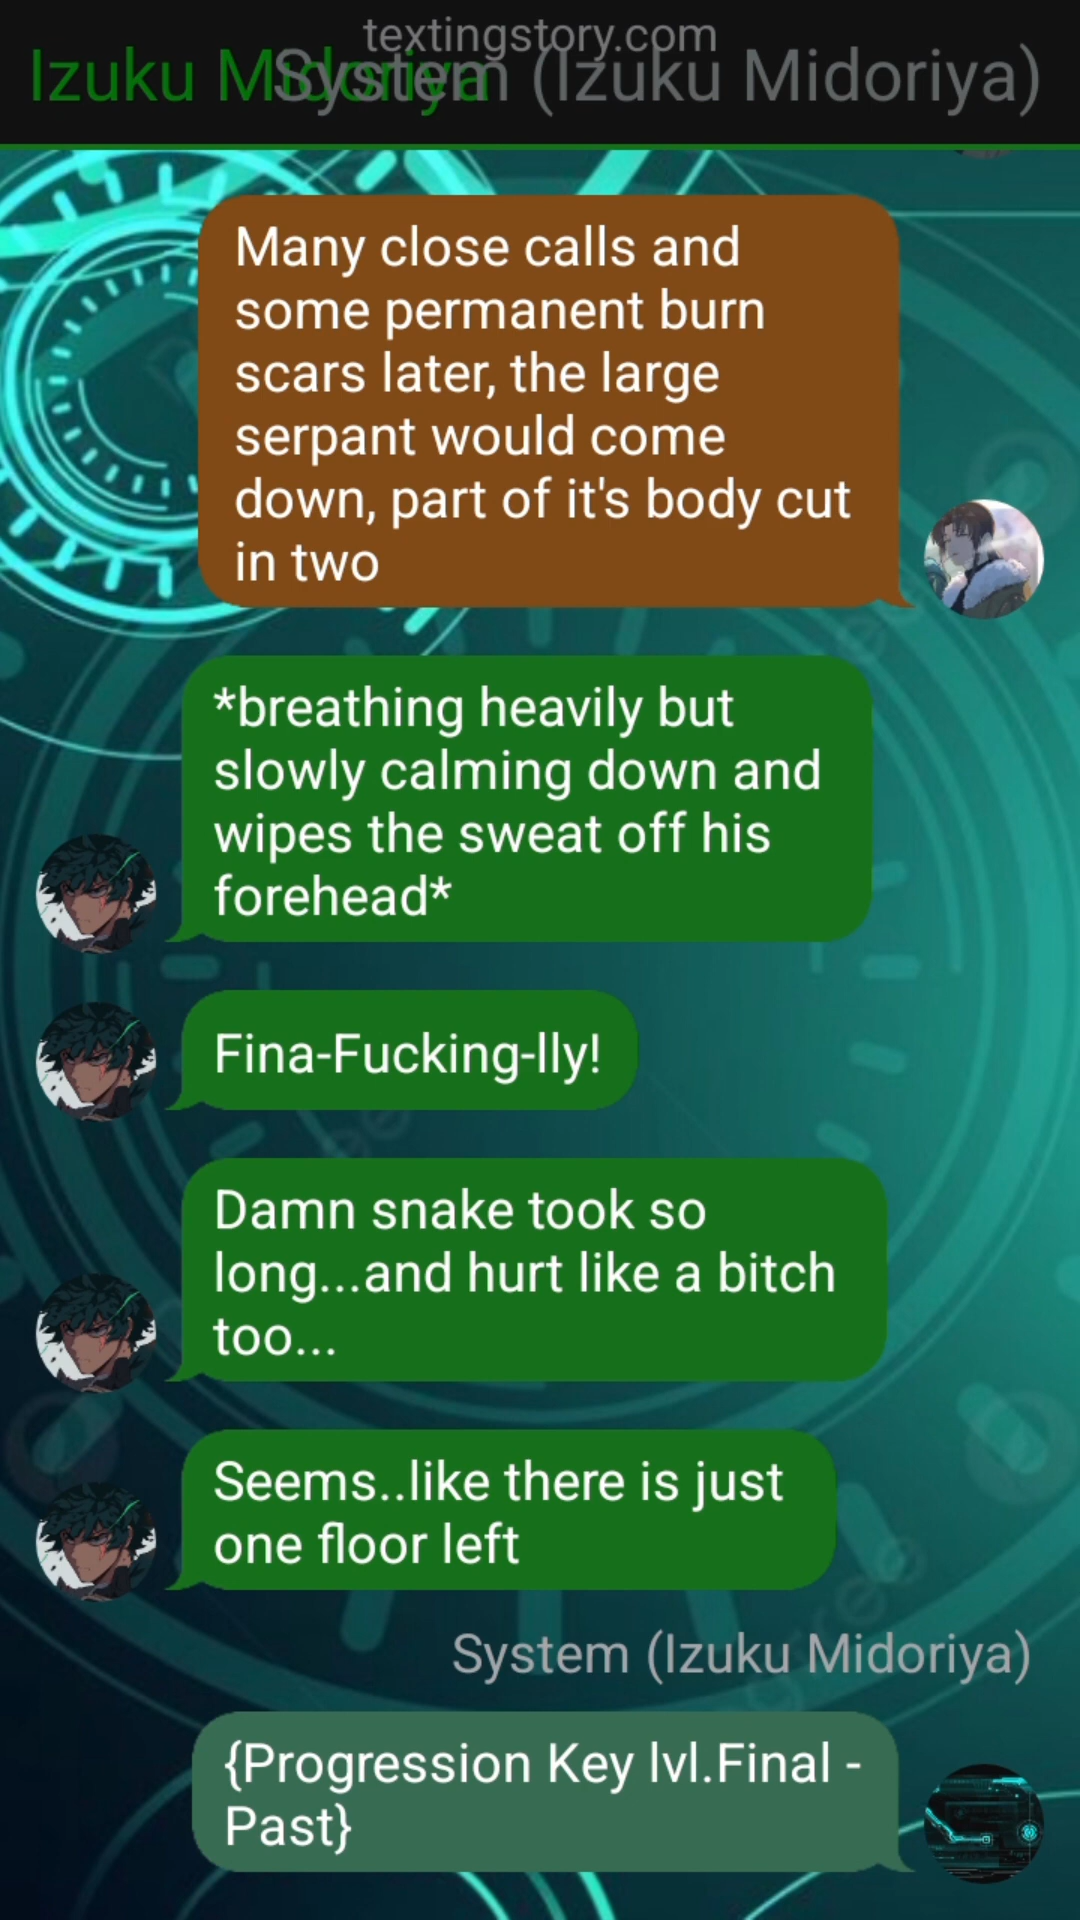 textingstory.com
Izuku Midoriya
System (Izuku Midoriya)
Many close calls and
some permanent burn
scars later, the large
serpant would come
down, part of it's body cut
in two
*breathing heavily but
slowly calming down and
wipes the sweat off his
forehead*
Fina-Fucking-lly!
Damn snake took so
long...and hurt like a bitch
too...
Seems..like there is just
one floor left
System (Izuku Midoriya)
{Progression Key lvl.Final -
Past}